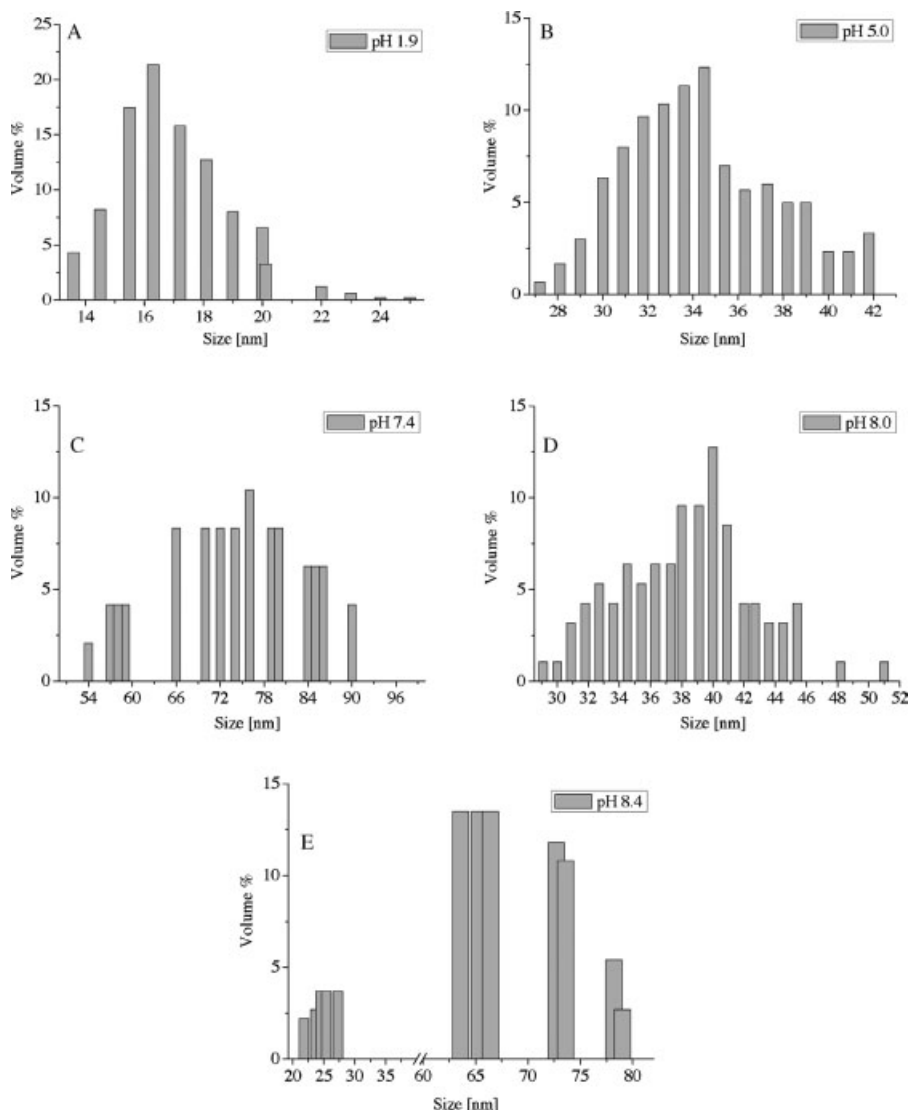 A
pH 1.9
25
20
15
10
5
0
Volume %
14 16 18 20 22 24
Size [nm]
B
pH 5.0
15
10
5
0
Volume %
28 30 32 34 36 38 40 42
Size [nm]
C
pH 7.4
15
10
5
0
Volume %
54 60 66 72 78 84 90 96
Size [nm]
D
pH 8.0
15
10
5
0
Volume %
30 32 34 36 38 40 42 44 46 48 50 52
Size [nm]
E
pH 8.4
15
10
5
0
Volume %
20 25 30 35 60 65 70 75 80
Size [nm]